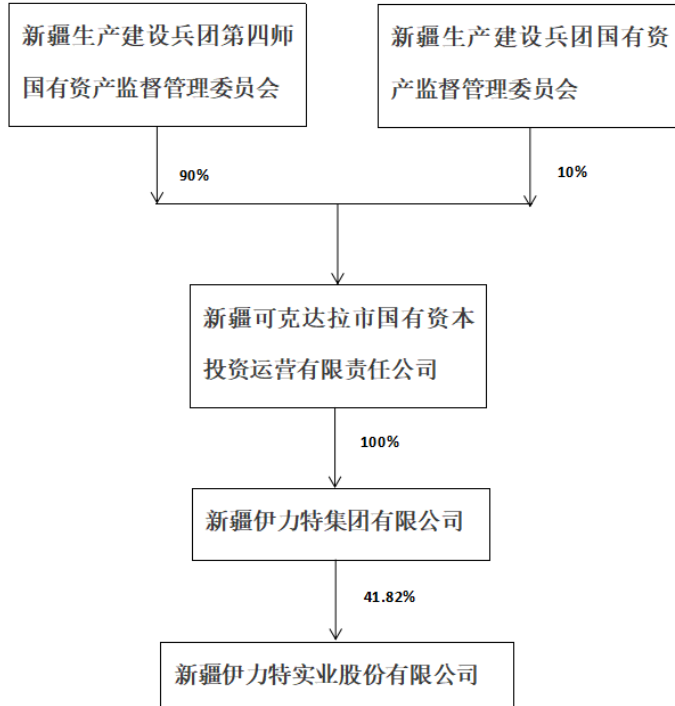 新疆生产建设兵团第四师
国有资产监督管理委员会
新疆生产建设兵团国有资
产监督管理委员会
90%
10%
新疆可克达拉市国有资本
投资运营有限责任公司
100%
新疆伊力特集团有限公司
41.82%
新疆伊力特实业股份有限公司